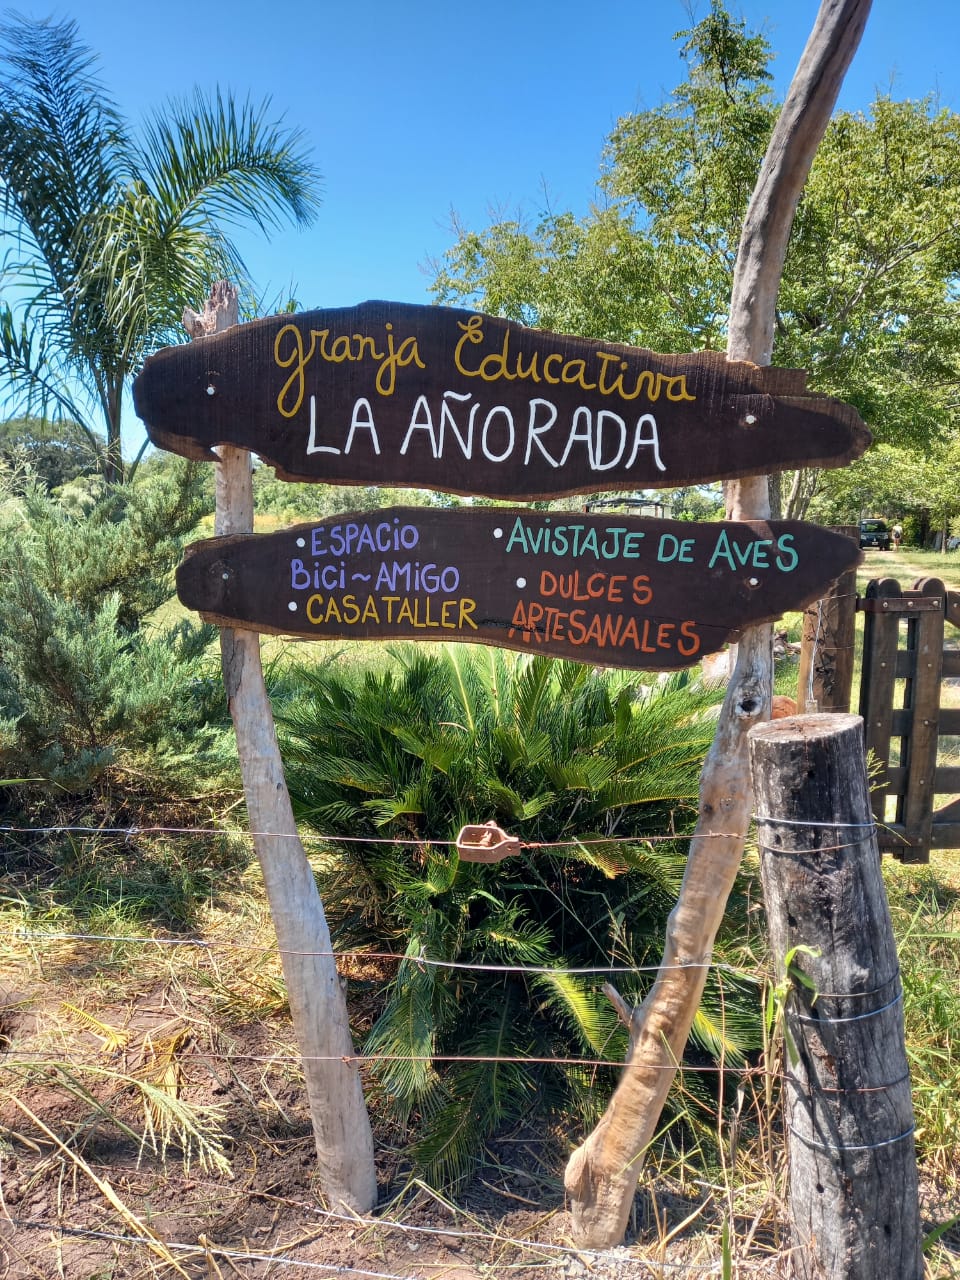 Granja Educativa
LA AÑORADA
• ESPACIO
BiCi~AMiGO
• CASATALLER
• AVISTAJE DE AVES
• DULCES
ARTESANALES